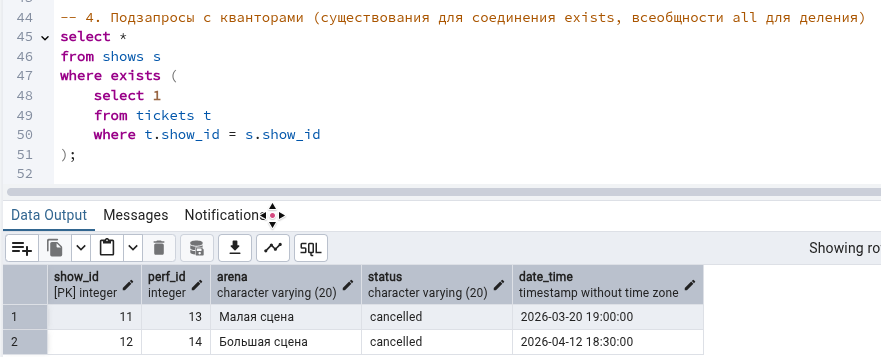 44 -- 4. Подзапросы с кванторами (существования для соединения exists, всеобщности all для деления)
45 select *
46 from shows s
47 where exists (
48 select 1
49 from tickets t
50 where t.show_id = s.show_id
51 );
52
Data Output Messages Notifications
SQL Showing ro
show_id perf_id arena status date_time
[PK] integer integer character varying (20) character varying (20) timestamp without time zone
1 11 13 Малая сцена cancelled 2026-03-20 19:00:00
2 12 14 Большая сцена cancelled 2026-04-12 18:30:00